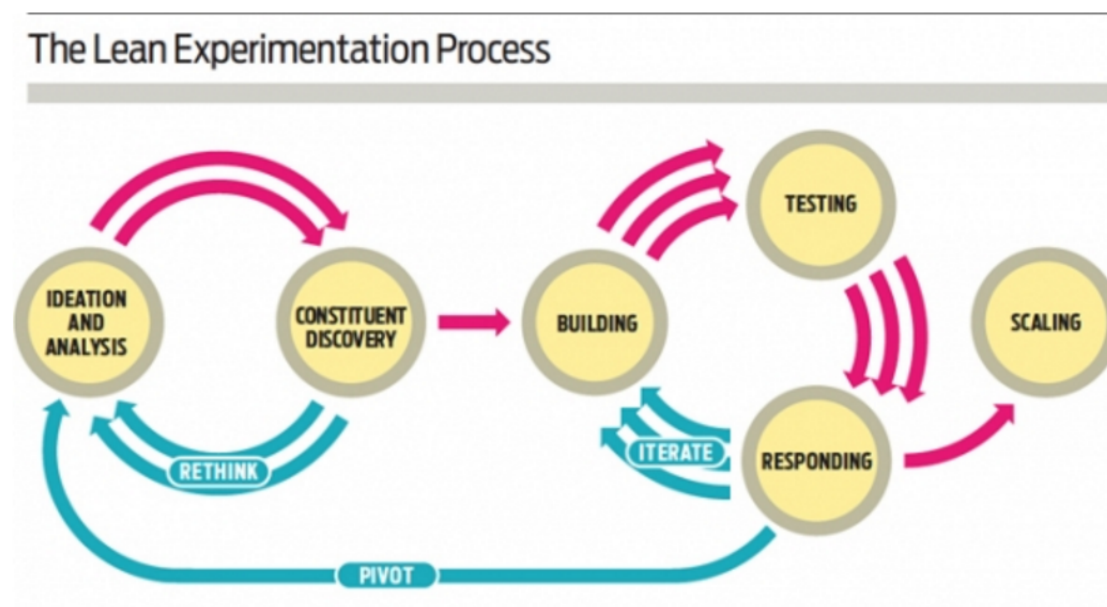 The Lean Experimentation Process
TESTING
IDEATION
AND
ANALYSIS
CONSTITUENT
DISCOVERY
BUILDING
SCALING
RETHINK
ITERATE
RESPONDING
PIVOT